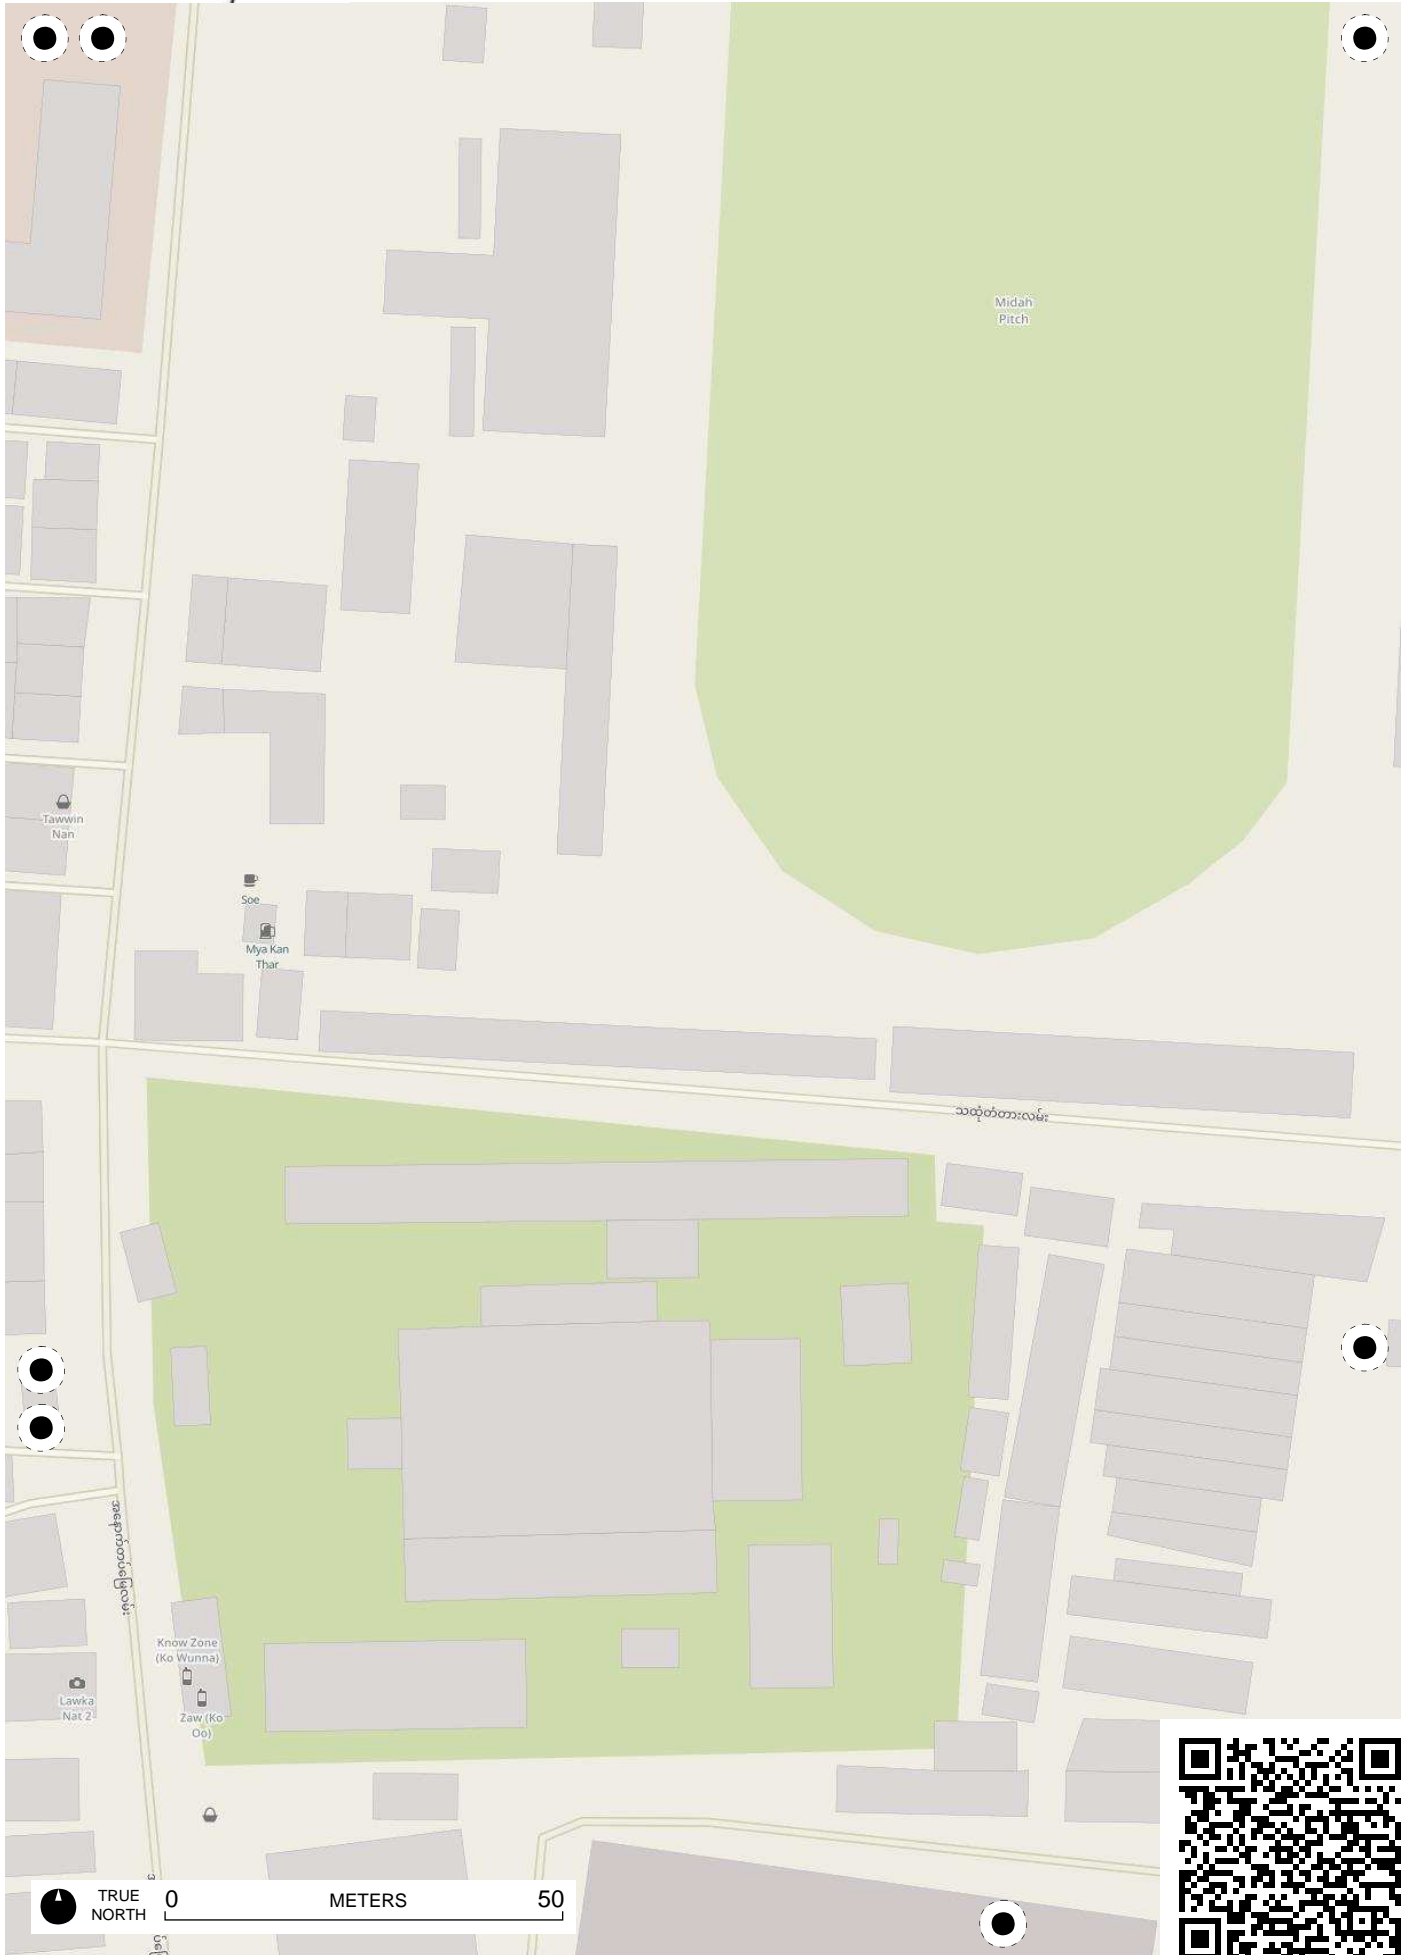 Midah
Pitch
Tawwin
Nan
Soe
Mya Kan
Thar
သထုံတံတားလမ်း
Know Zone
(Ko Wunna)
Lawka
Nat 2
Zaw (Ko
Oo)
TRUE
NORTH
0
METERS
50